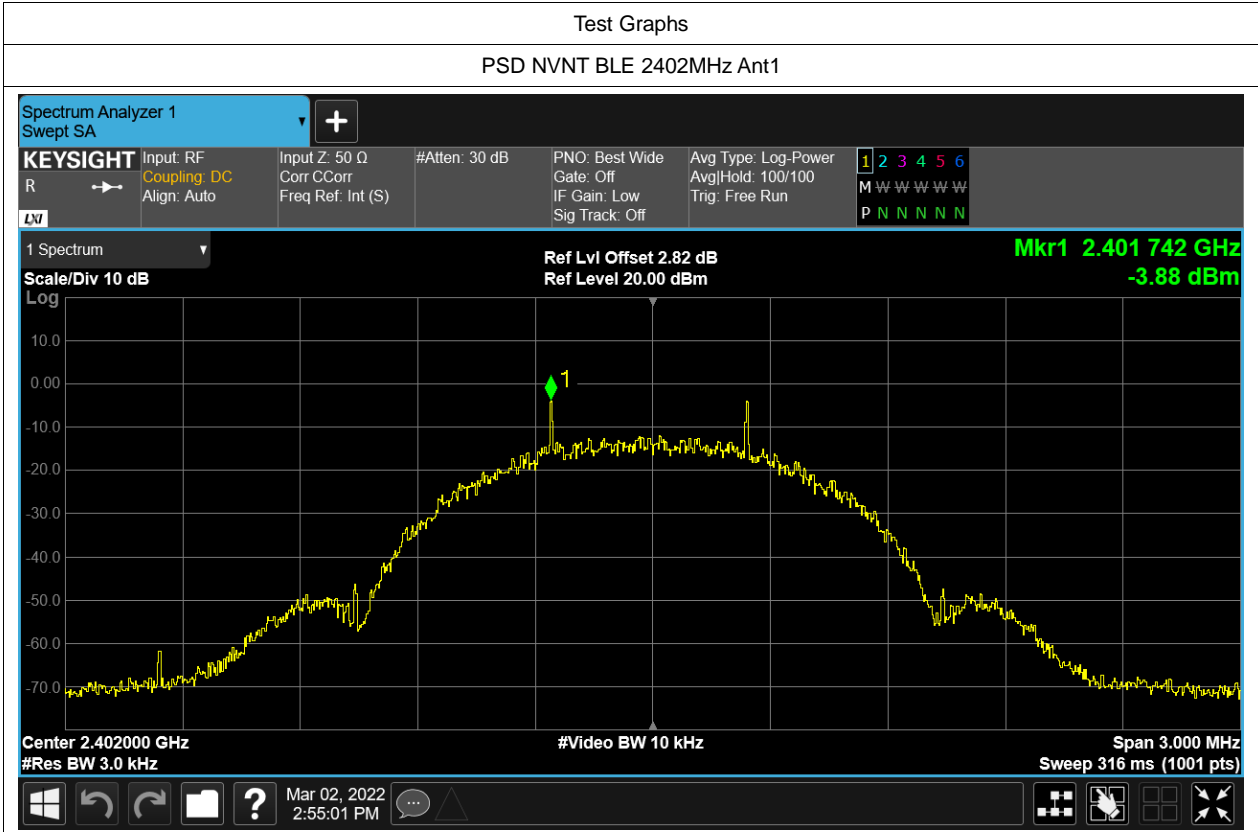 Test Graphs
PSD NVNT BLE 2402MHz Ant1
Spectrum Analyzer 1
Swept SA
KEYSIGHT
R
LXI
Input: RF
Coupling: DC
Align: Auto
Input Z: 50 Ω
Corr CCorr
Freq Ref: Int (S)
#Atten: 30 dB
PNO: Best Wide
Gate: Off
IF Gain: Low
Sig Track: Off
Avg Type: Log-Power
Avg|Hold: 100/100
Trig: Free Run
1 2 3 4 5 6
M W W W W W W
P N N N N N
1 Spectrum
Scale/Div 10 dB
Ref Lvl Offset 2.82 dB
Ref Level 20.00 dBm
Mkr1 2.401 742 GHz
-3.88 dBm
Log
10.0
0.00
-10.0
-20.0
-30.0
-40.0
-50.0
-60.0
-70.0
1
Center 2.402000 GHz
#Res BW 3.0 kHz
#Video BW 10 kHz
Span 3.000 MHz
Sweep 316 ms (1001 pts)
?
Mar 02, 2022
2:55:01 PM